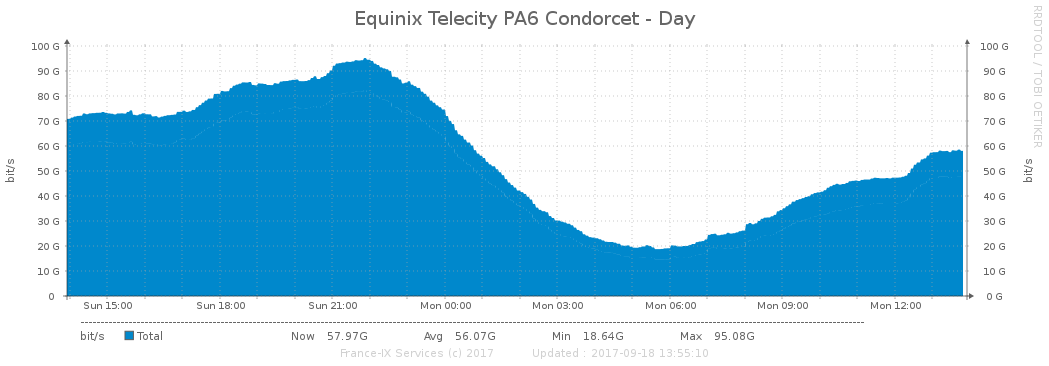 Equinix Telecity PA6 Condorcet - Day
RRDTOOL / TOBI OETIKER
bit/s
100 G
90 G
80 G
70 G
60 G
50 G
40 G
30 G
20 G
10 G
0
100 G
90 G
80 G
70 G
60 G
50 G
40 G
30 G
20 G
10 G
0 G
bit/s
Sun 15:00 Sun 18:00 Sun 21:00 Mon 00:00 Mon 03:00 Mon 06:00 Mon 09:00 Mon 12:00
bit/s Total Now 57.97G Avg 56.07G Min 18.64G Max 95.08G
France-IX Services (c) 2017 Updated : 2017-09-18 13:55:10